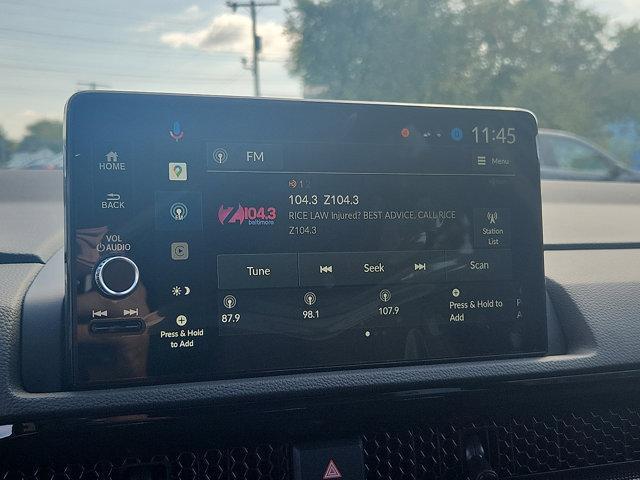 11:45
HOME
FM
Menu
BACK
1
104.3 Z104.3
Z104.3
baltimore
RICE LAW Injured? BEST ADVICE, CALL RICE
Z104.3
Station
List
VOL
AUDIO
Tune
Seek
Scan
87.9
98.1
107.9
Press & Hold to
Add
P
A
Press & Hold
to Add